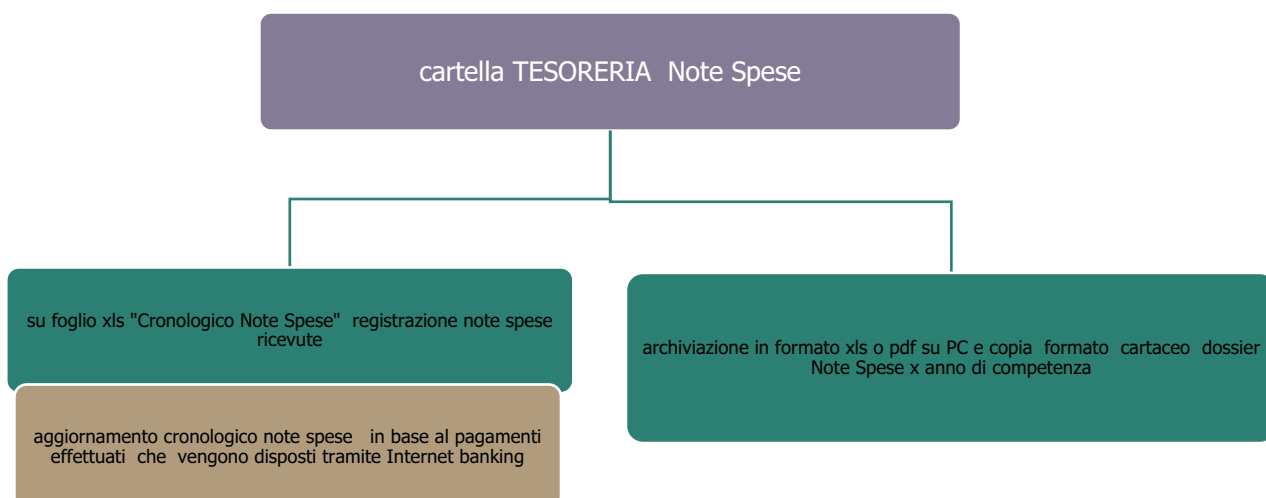 cartella TESORERIA  Note Spese
su foglio xls "Cronologico Note Spese"  registrazione note spese
ricevute
aggiornamento cronologico note spese   in base al pagamenti
effettuati  che  vengono disposti tramite Internet banking
archiviazione in formato xls o pdf su PC e copia  formato  cartaceo  dossier
Note Spese x anno di competenza